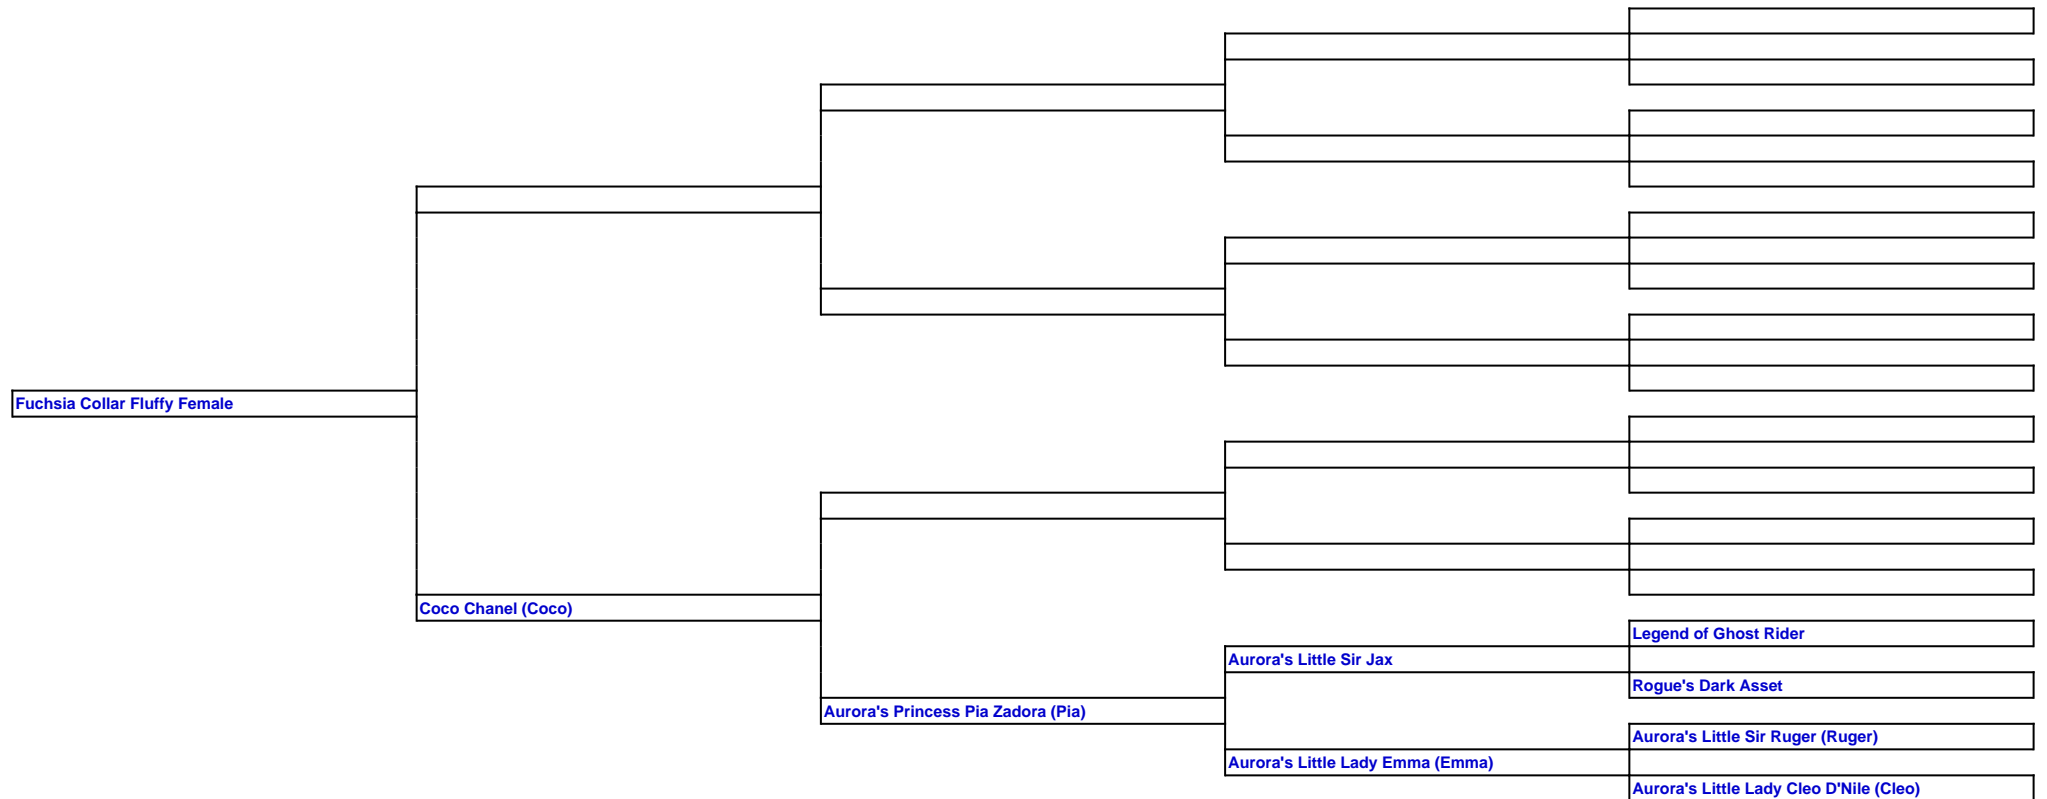 Fuchsia Collar Fluffy Female
Coco Chanel (Coco)
Legend of Ghost Rider
Aurora's Little Sir Jax
Rogue's Dark Asset
Aurora's Princess Pia Zadora (Pia)
Aurora's Little Sir Ruger (Ruger)
Aurora's Little Lady Emma (Emma)
Aurora's Little Lady Cleo D'Nile (Cleo)